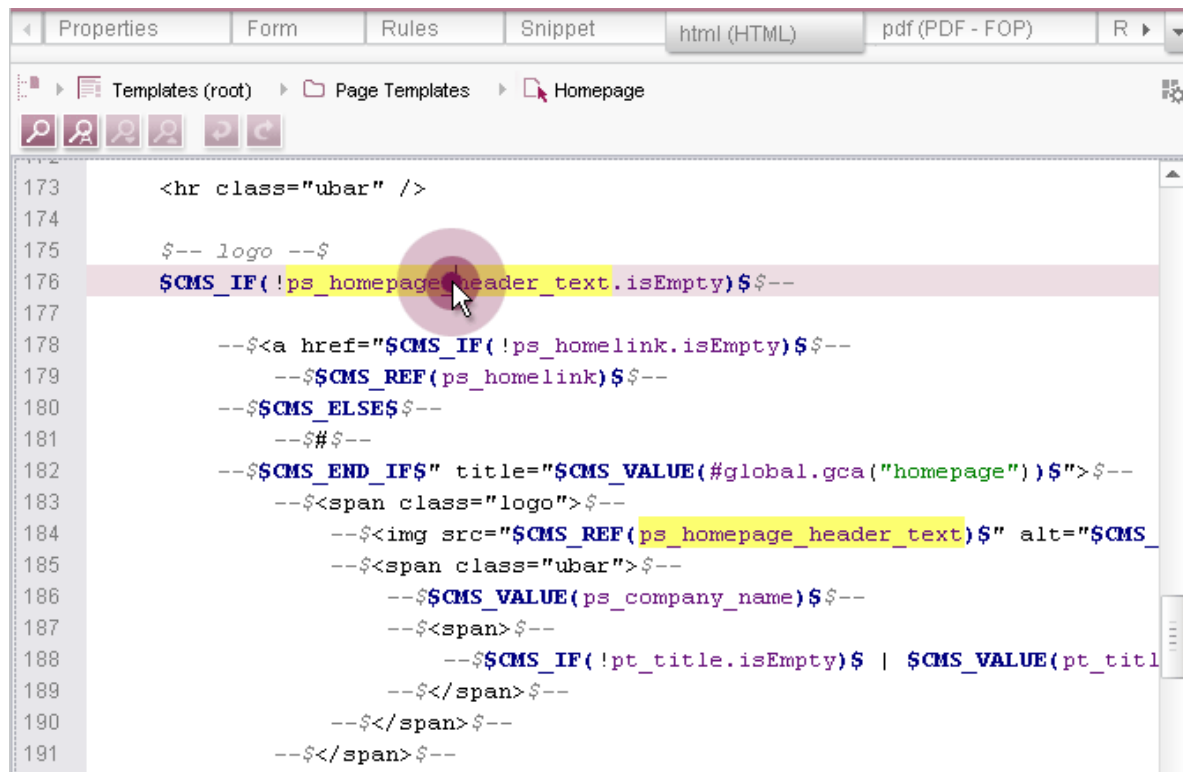 Properties Form Rules Snippet html (HTML) pdf (PDF - FOP) R
Templates (root) Page Templates Homepage
173 <hr class="ubar" />
174
175 $-- logo --$
176 $CMS_IF(!ps_homepage_header_text.isEmpty)$$--
177
178 --$<a href="$CMS_IF(!ps_homelink.isEmpty)$$--
179 --$$CMS_REF(ps_homelink)$$--
180 --$$CMS_ELSE$$--
181 --$#$--
182 --$$CMS_END_IF$" title="$CMS_VALUE(#global.gca("homepage"))$">$--
183 --$<span class="logo">$--
184 --$<img src="$CMS_REF(ps_homepage_header_text)$" alt="$CMS_
185 --$<span class="ubar">$--
186 --$$CMS_VALUE(ps_company_name)$$--
187 --$<span>$--
188 --$$CMS_IF(!pt_title.isEmpty)$ | $CMS_VALUE(pt_titl
189 --$</span>$--
190 --$</span>$--
191 --$</span>$--